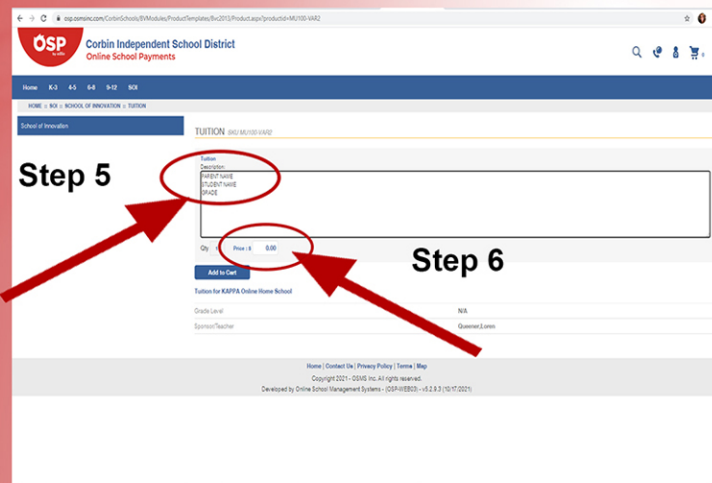 osp.osmsinc.com/CorbinSchools/BVModules/ProductTemplates/Bvc2013/Product.aspx?productid=MU100-VAR2
OSP
Corbin Independent School District
Online School Payments
Home K-3 4-5 6-8 9-12 SOI
HOME :: SOI :: SCHOOL OF INNOVATION :: TUITION
School of Innovation
TUITION SKU MU100-VAR2
Step 5
Tuition
Description:
PARENT NAME
STUDENT NAME
GRADE
Qty Price : $ 0.00
Step 6
Add to Cart
Tuition for KAPPA Online Home School
Grade Level N/A
Sponsor/Teacher Queener,Loren
Home | Contact Us | Privacy Policy | Terms | Map
Copyright 2021 - OSMS Inc. All rights reserved.
Developed by Online School Management Systems - (OSP-WEB03) - v5.2.9.3 (10/17/2021)